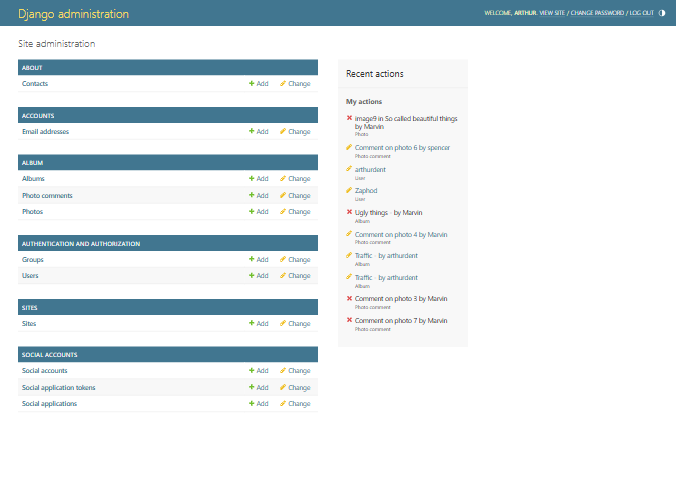 Django administration
WELCOME, ARTHUR. VIEW SITE / CHANGE PASSWORD / LOG OUT
Site administration
ABOUT
Contacts Add Change
ACCOUNTS
Email addresses Add Change
ALBUM
Albums Add Change
Photo comments Add Change
Photos Add Change
AUTHENTICATION AND AUTHORIZATION
Groups Add Change
Users Add Change
SITES
Sites Add Change
SOCIAL ACCOUNTS
Social accounts Add Change
Social application tokens Add Change
Social applications Add Change
Recent actions
My actions
Image9 in So called beautiful things
by Marvin
Photo
Comment on photo 6 by spencer
Photo comment
arthurdent
User
Zaphod
User
Ugly things - by Marvin
Album
Comment on photo 4 by Marvin
Photo comment
Traffic - by arthurdent
Album
Traffic - by arthurdent
Album
Comment on photo 3 by Marvin
Photo comment
Comment on photo 7 by Marvin
Photo comment